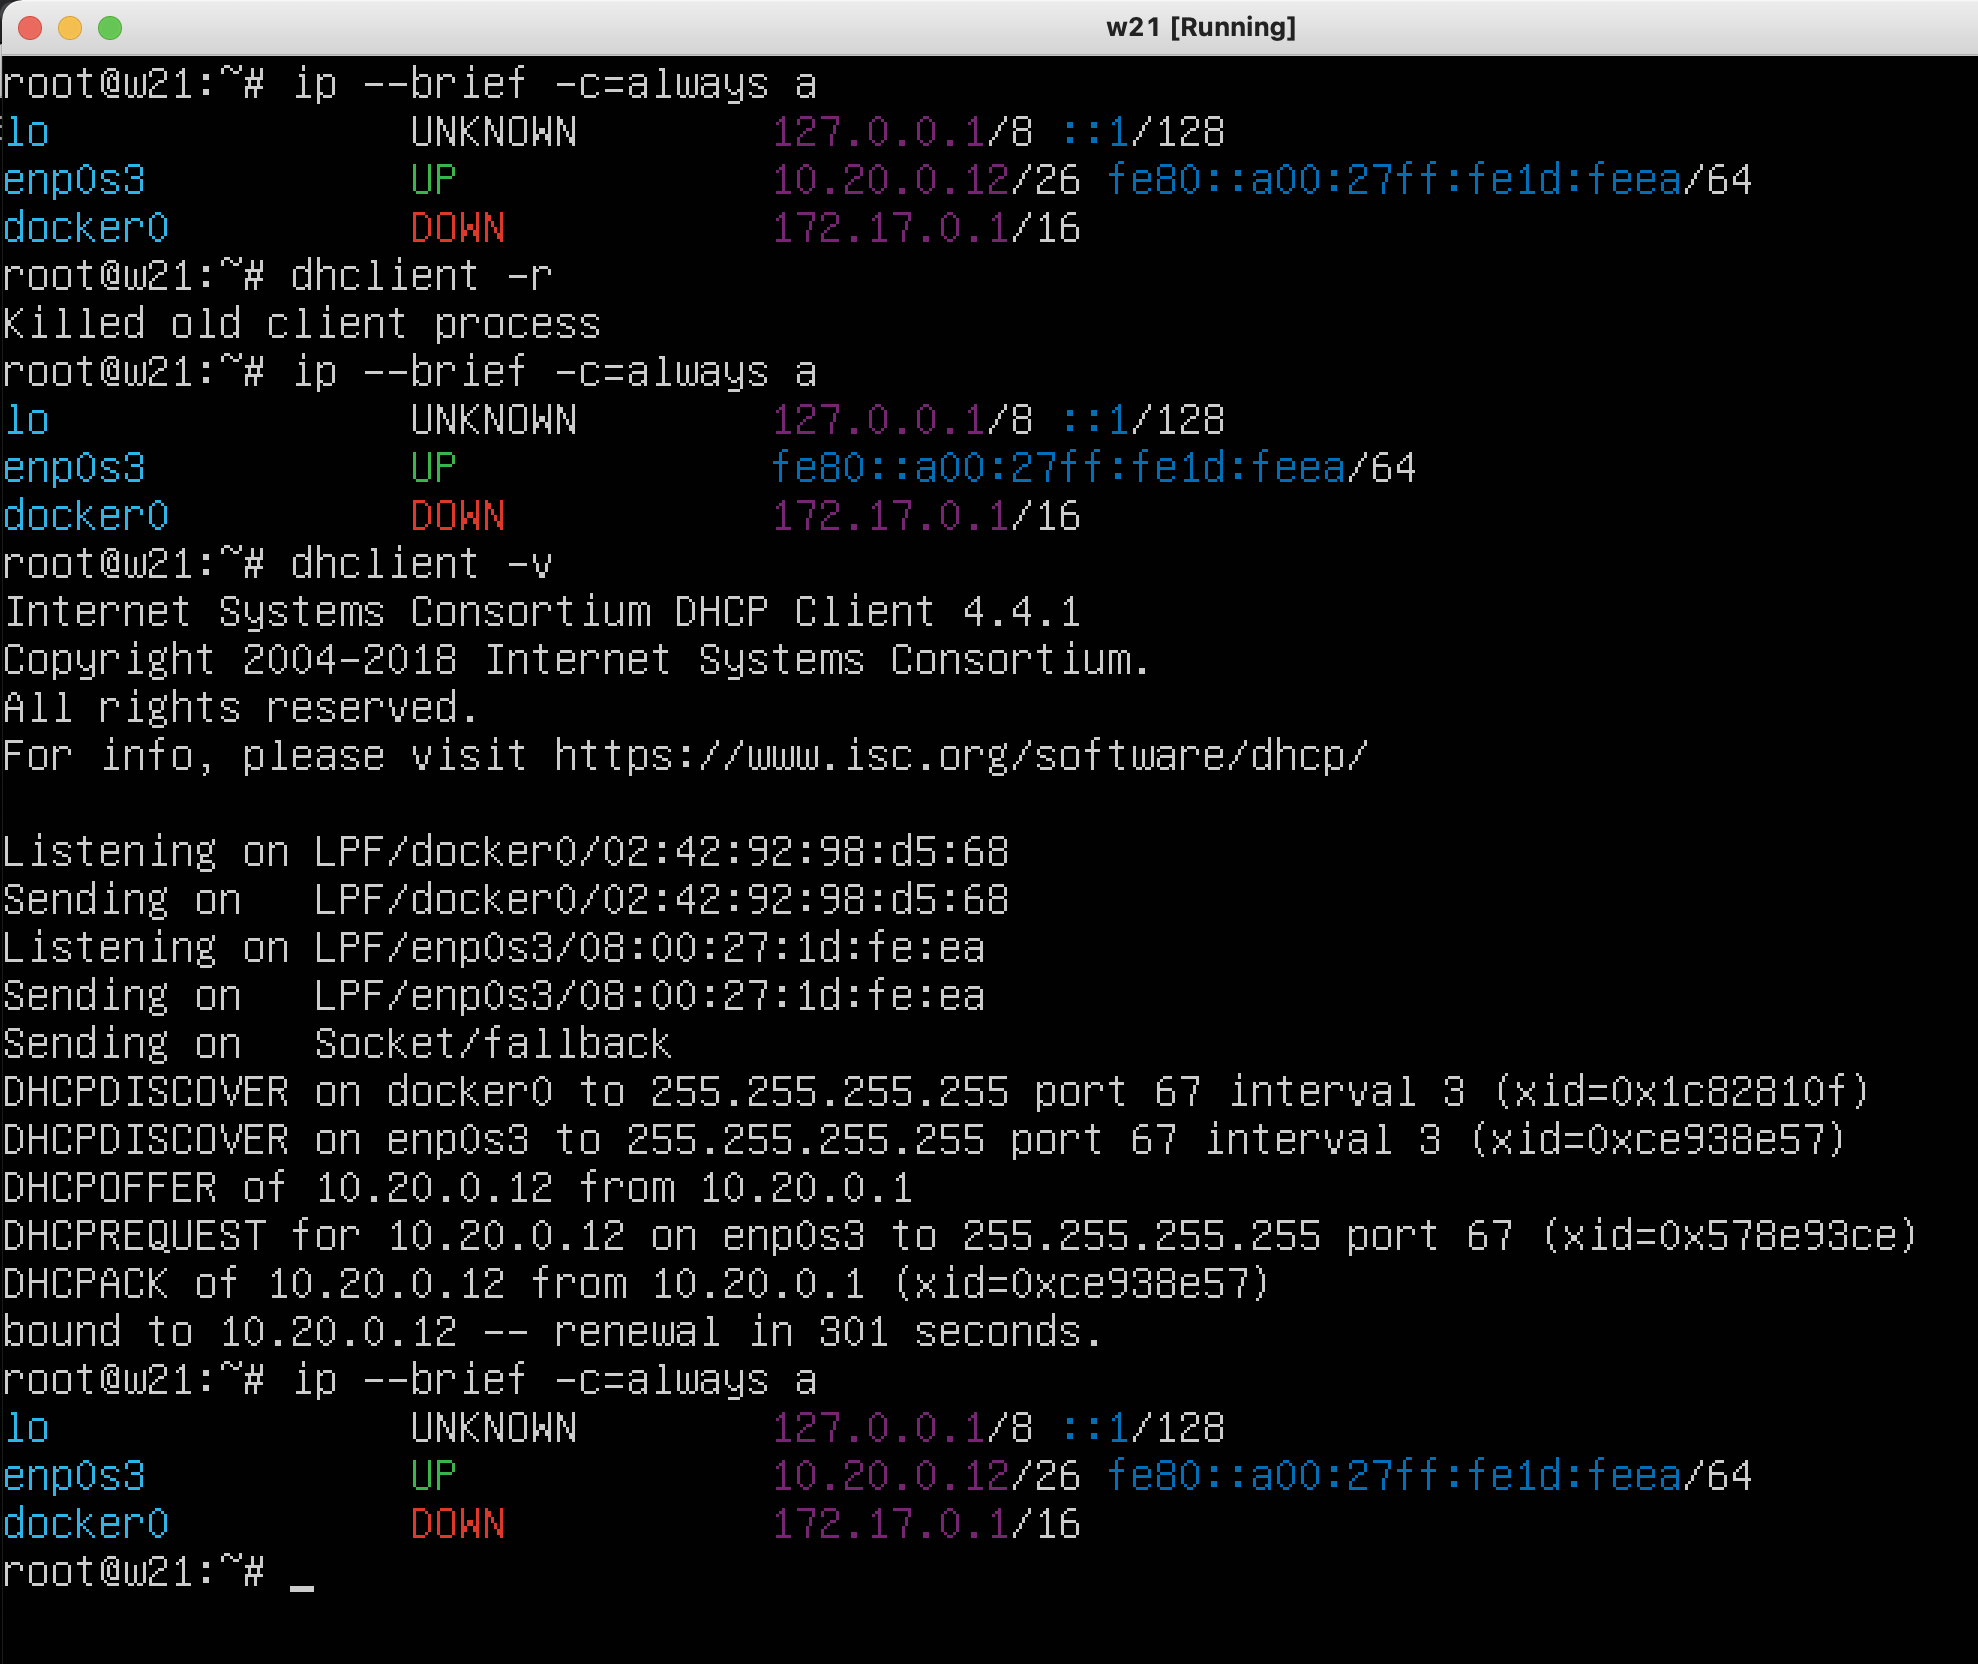 w21 [Running]
root@w21:~# ip --brief -c=always a
lo               UNKNOWN        127.0.0.1/8 ::1/128
enp0s3           UP             10.20.0.12/26 fe80::a00:27ff:fe1d:feea/64
docker0          DOWN           172.17.0.1/16
root@w21:~# dhclient -r
Killed old client process
root@w21:~# ip --brief -c=always a
lo               UNKNOWN        127.0.0.1/8 ::1/128
enp0s3           UP             fe80::a00:27ff:fe1d:feea/64
docker0          DOWN           172.17.0.1/16
root@w21:~# dhclient -v
Internet Systems Consortium DHCP Client 4.4.1
Copyright 2004-2018 Internet Systems Consortium.
All rights reserved.
For info, please visit https://www.isc.org/software/dhcp/

Listening on LPF/docker0/02:42:92:98:d5:68
Sending on   LPF/docker0/02:42:92:98:d5:68
Listening on LPF/enp0s3/08:00:27:1d:fe:ea
Sending on   LPF/enp0s3/08:00:27:1d:fe:ea
Sending on   Socket/fallback
DHCPDISCOVER on docker0 to 255.255.255.255 port 67 interval 3 (xid=0x1c82810f)
DHCPDISCOVER on enp0s3 to 255.255.255.255 port 67 interval 3 (xid=0xce938e57)
DHCPOFFER of 10.20.0.12 from 10.20.0.1
DHCPREQUEST for 10.20.0.12 on enp0s3 to 255.255.255.255 port 67 (xid=0x578e93ce)
DHCPACK of 10.20.0.12 from 10.20.0.1 (xid=0xce938e57)
bound to 10.20.0.12 -- renewal in 301 seconds.
root@w21:~# ip --brief -c=always a
lo               UNKNOWN        127.0.0.1/8 ::1/128
enp0s3           UP             10.20.0.12/26 fe80::a00:27ff:fe1d:feea/64
docker0          DOWN           172.17.0.1/16
root@w21:~# _